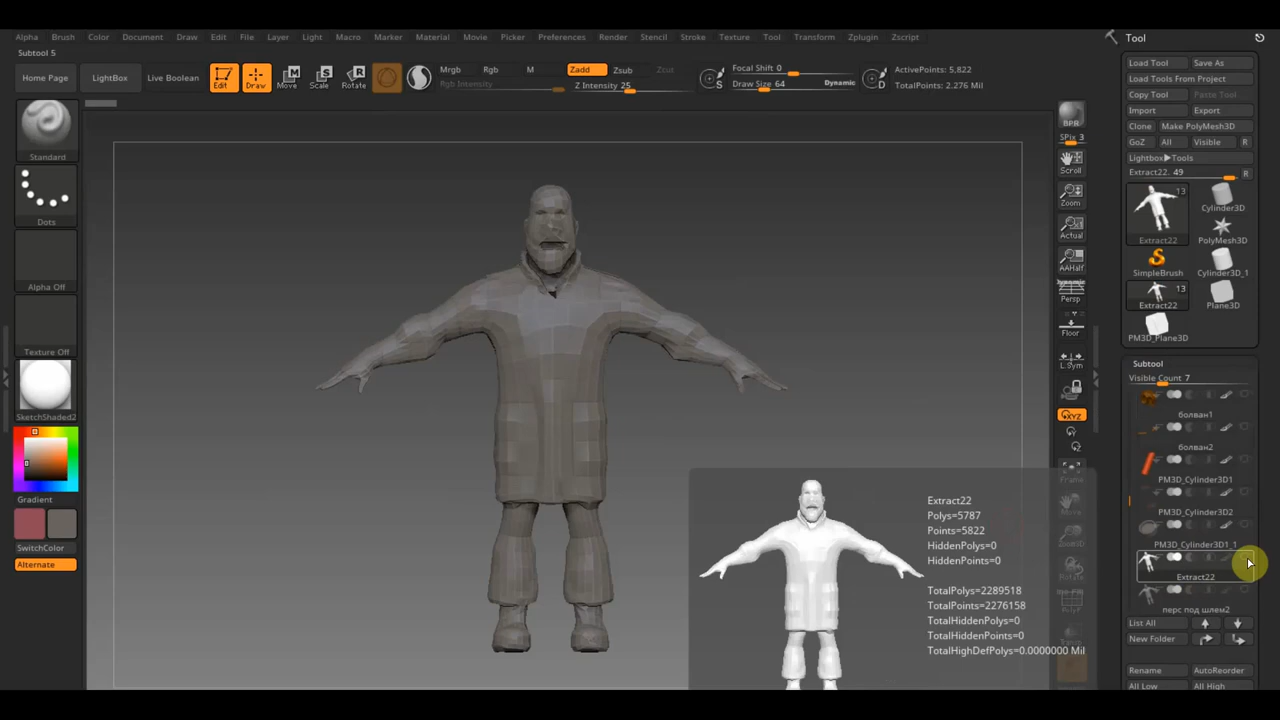 Alpha Brush Color Document Draw Edit File Layer Light Macro Marker Material Movie Picker Preferences Render Stencil Stroke Texture Tool Transform Zplugin Zscript
Subtool 5
Home Page
LightBox
Live Boolean
Edit
Draw
Move
Scale
Rotate
Mrgb
Rgb
M
Rgb Intensity
Zadd
Zsub
Zcut
Z Intensity 25
Focal Shift 0
Draw Size 64
Dynamic
ActivePoints: 5,822
TotalPoints: 2.276 Mil
Standard
Dots
Alpha Off
Texture Off
SketchShaded2
Gradient
SwitchColor
Alternate
BPR
SPix 3
Scroll
Zoom
Actual
AAHalf
Dynamic
Persp
Floor
L.Sym
XYZ
Frame
Move
Rotate
Tool
Load Tool
Save As
Load Tools From Project
Copy Tool
Paste Tool
Import
Export
Clone
Make PolyMesh3D
GoZ
All
Visible
R
Lightbox▶Tools
Extract22. 49
R
13
Extract22
Cylinder3D
PolyMesh3D
SimpleBrush
Cylinder3D_1
13
Extract22
Plane3D
PM3D_Plane3D
Subtool
Visible Count 7
болван1
болван2
PM3D_Cylinder3D1
PM3D_Cylinder3D2
PM3D_Cylinder3D1_1
Extract22
перс под шлем2
List All
New Folder
Rename
AutoReorder
All Low
All High
Extract22
Polys=5787
Points=5822
HiddenPolys=0
HiddenPoints=0
TotalPolys=2289518
TotalPoints=2276158
TotalHiddenPolys=0
TotalHiddenPoints=0
TotalHighDefPolys=0.0000000 Mil